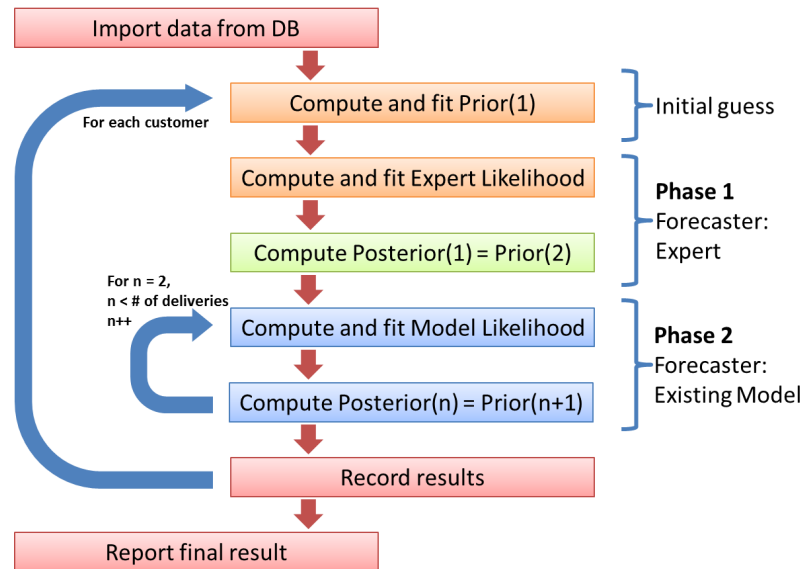 Import data from DB
For each customer
Compute and fit Prior(1)
Initial guess
Compute and fit Expert Likelihood
Phase 1
Forecaster:
Expert
Compute Posterior(1) = Prior(2)
For n = 2,
n < # of deliveries
n++
Compute and fit Model Likelihood
Phase 2
Forecaster:
Existing Model
Compute Posterior(n) = Prior(n+1)
Record results
Report final result